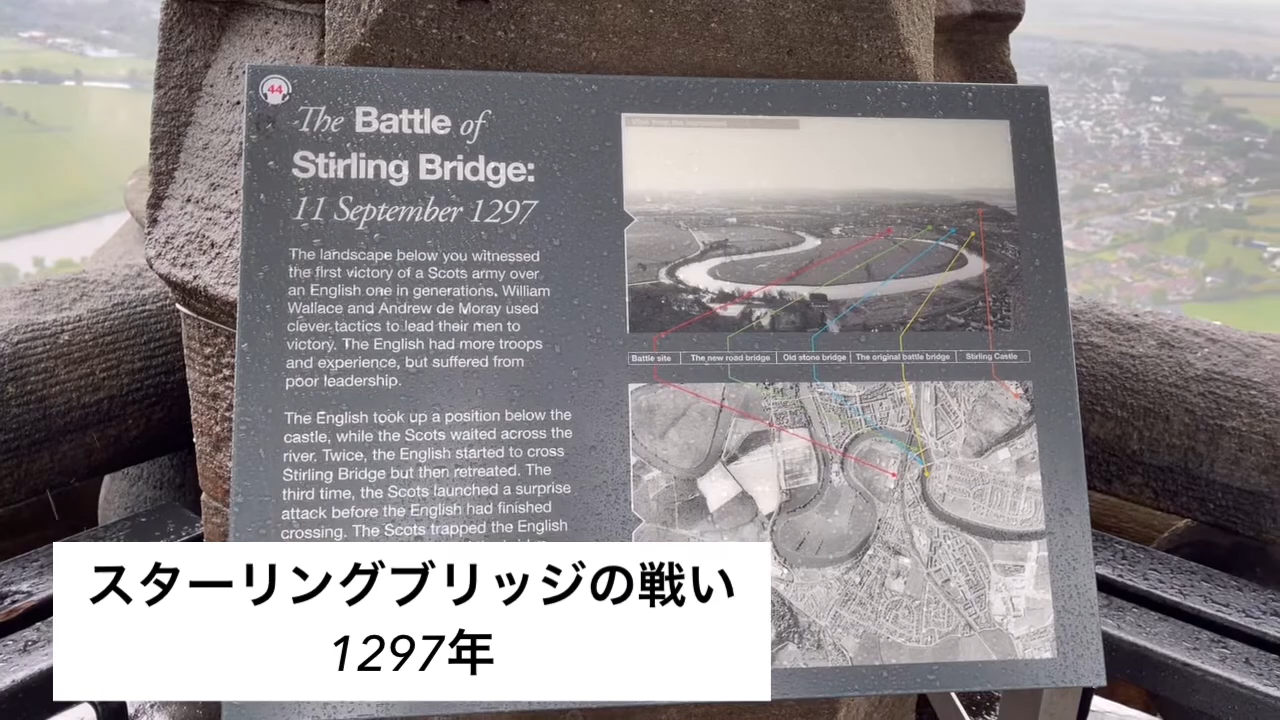 44
The Battle of
Stirling Bridge:
11 September 1297
The landscape below you witnessed
the first victory of a Scots army over
an English one in generations. William
Wallace and Andrew de Moray used
clever tactics to lead their men to
victory. The English had more troops
and experience, but suffered from
poor leadership.
The English took up a position below the
castle, while the Scots waited across the
river. Twice, the English started to cross
Stirling Bridge but then retreated. The
third time, the Scots launched a surprise
attack before the English had finished
crossing. The Scots trapped the English
Battle site
The new road bridge
Old stone bridge
The original battle bridge
Stirling Castle
スターリングブリッジの戦い
1297年